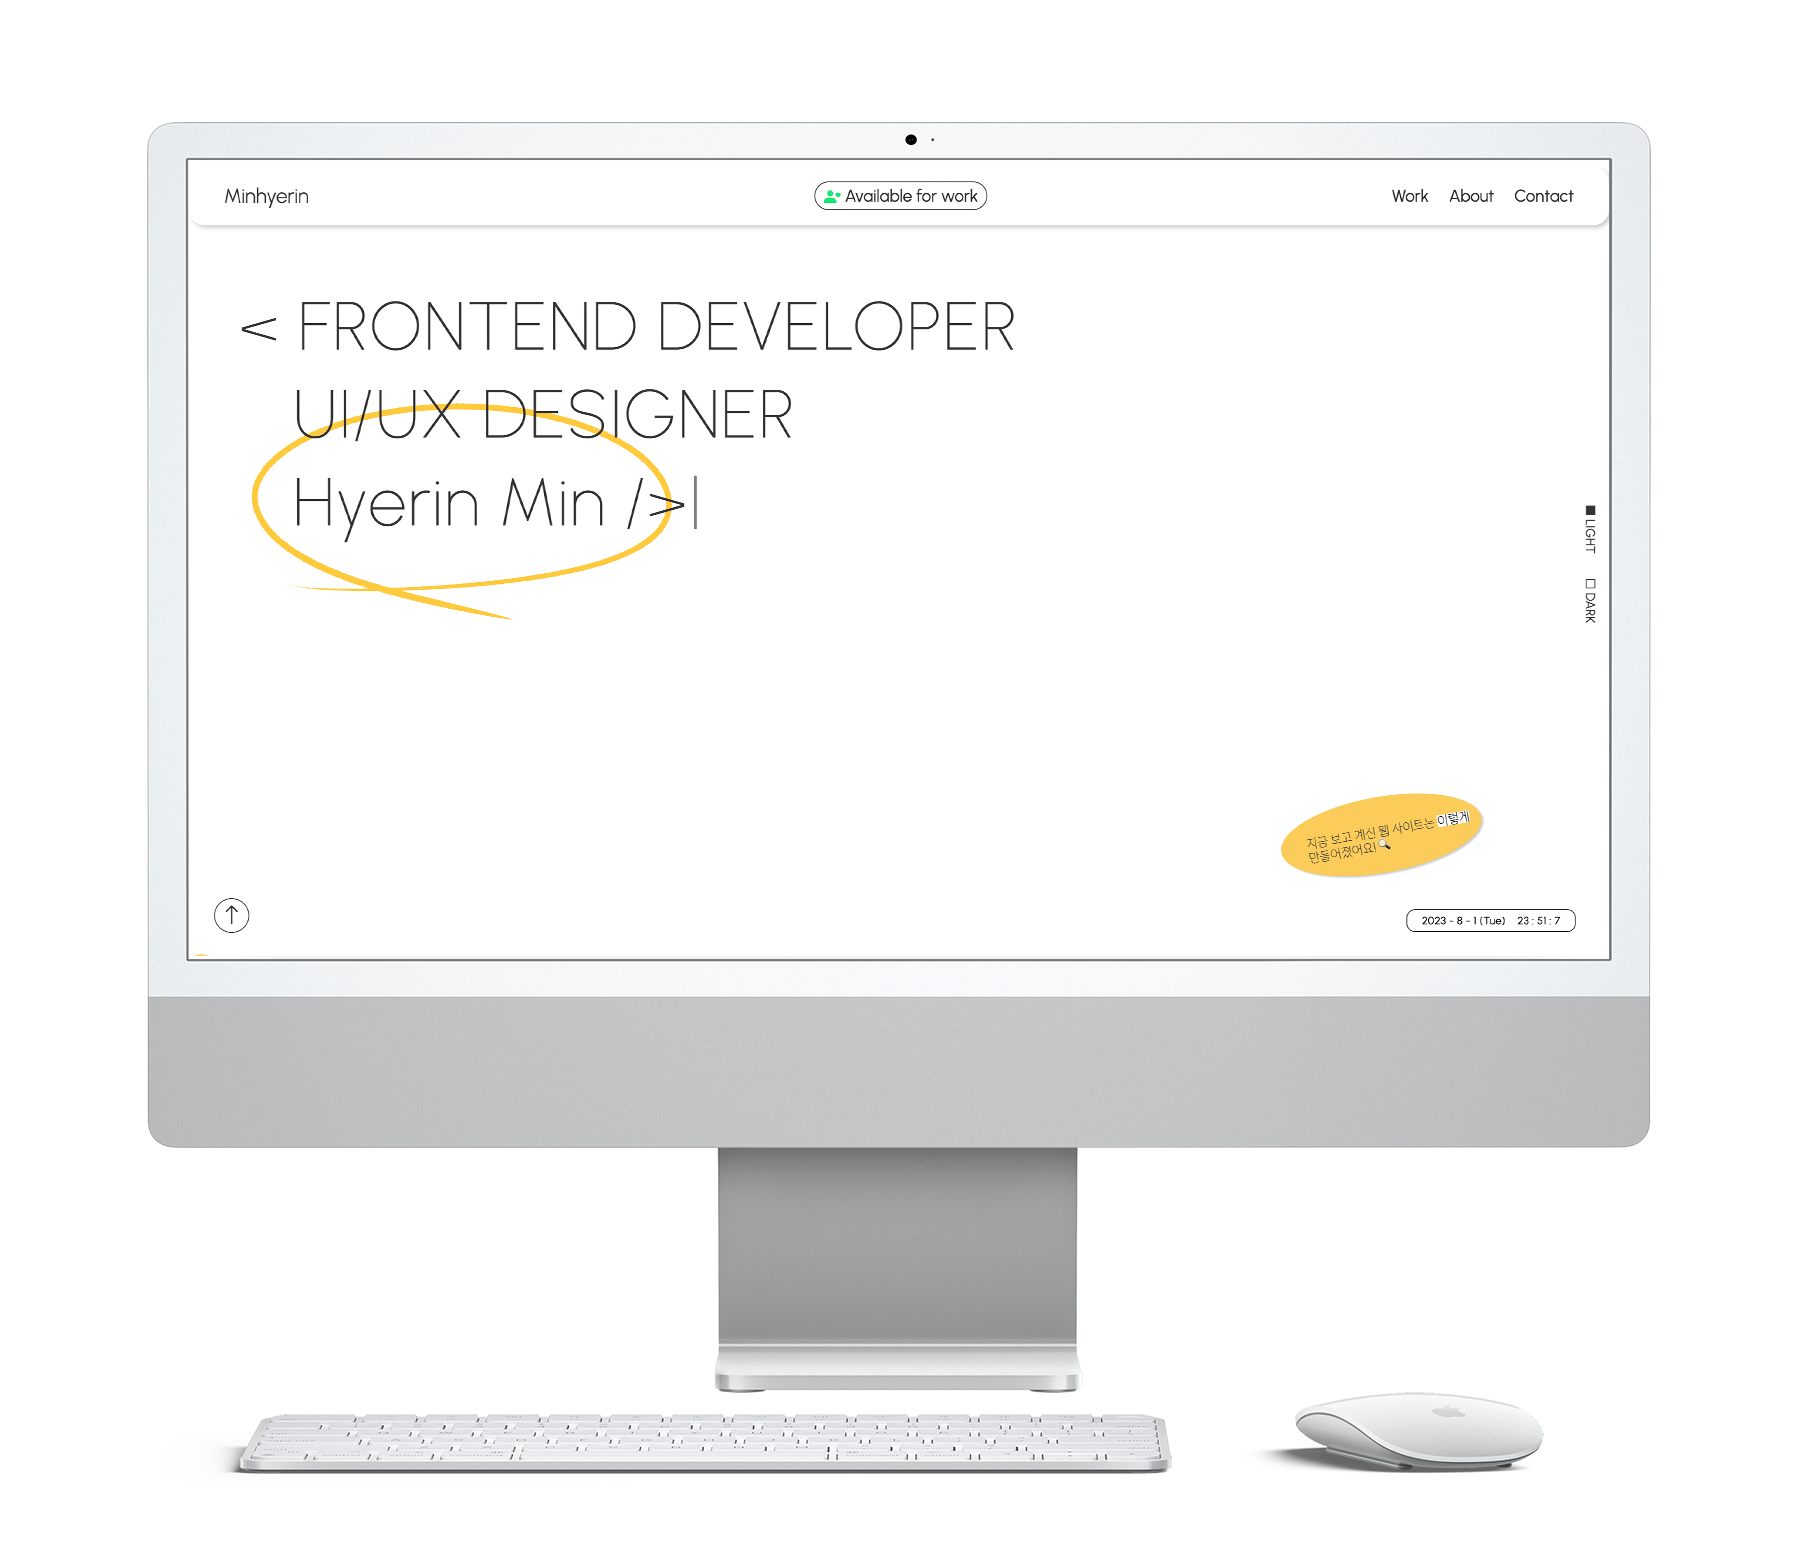 Minhyerin
Available for work
Work About Contact
< FRONTEND DEVELOPER
UI/UX DESIGNER
Hyerin Min />|
■ LIGHT □ DARK
지금 보고 계신 웹 사이트는 이렇게
만들어졌어요!🔍
↑
2023 - 8 - 1 (Tue) 23 : 51 : 7